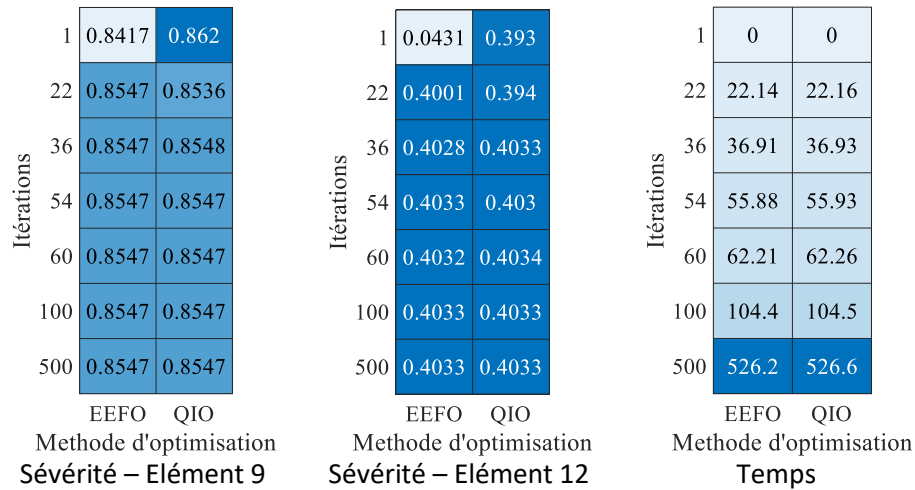 Itérations
1 0.8417 0.862
22 0.8547 0.8536
36 0.8547 0.8548
54 0.8547 0.8547
60 0.8547 0.8547
100 0.8547 0.8547
500 0.8547 0.8547
EEFO QIO
Methode d'optimisation
Sévérité – Elément 9
Itérations
1 0.0431 0.393
22 0.4001 0.394
36 0.4028 0.4033
54 0.4033 0.403
60 0.4032 0.4034
100 0.4033 0.4033
500 0.4033 0.4033
EEFO QIO
Methode d'optimisation
Sévérité – Elément 12
Itérations
1 0 0
22 22.14 22.16
36 36.91 36.93
54 55.88 55.93
60 62.21 62.26
100 104.4 104.5
500 526.2 526.6
EEFO QIO
Methode d'optimisation
Temps